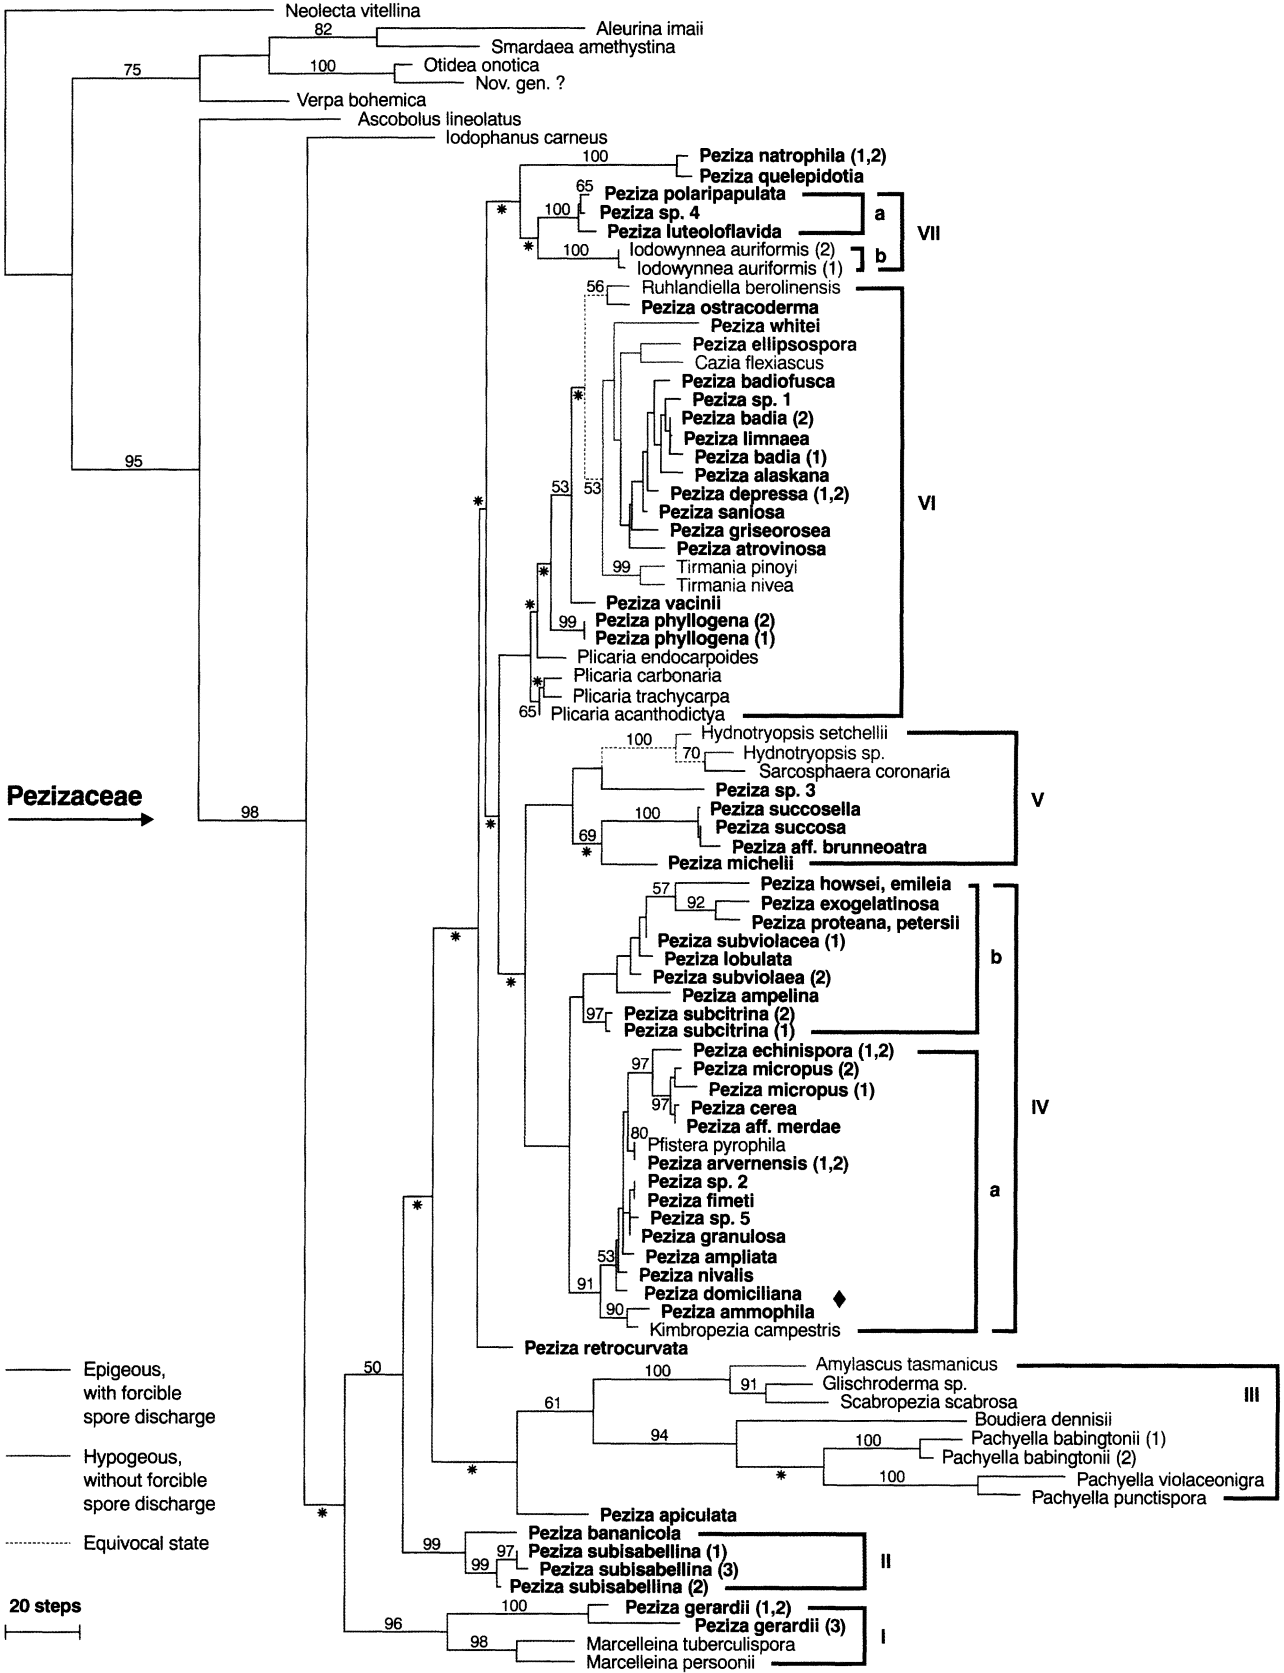 Neolecta vitellina
82
Aleurina imaii
Smardaea amethystina
75
100
Otidea onotica
Nov. gen. ?
Verpa bohemica
Ascobolus lineolatus
Iodophanus carneus
100
Peziza natrophila (1,2)
Peziza quelepidotia
65
Peziza polaripapulata
a
*
100
Peziza sp. 4
VII
Peziza luteoloflavida
*
100
Iodowynnea auriformis (2)
b
Iodowynnea auriformis (1)
56
Ruhlandiella berolinensis
Peziza ostracoderma
Peziza whitei
Peziza ellipsospora
Cazia flexiascus
*
Peziza badiofusca
Peziza sp. 1
Peziza badia (2)
Peziza limnaea
95
Peziza badia (1)
Peziza alaskana
53
53
Peziza depressa (1,2)
VI
*
Peziza saniosa
Peziza griseorosea
Peziza atrovinosa
*
99
Tirmania pinoyi
Tirmania nivea
*
Peziza vacinii
99
Peziza phyllogena (2)
Peziza phyllogena (1)
Plicaria endocarpoides
*
Plicaria carbonaria
Plicaria trachycarpa
65
Plicaria acanthodictya
100
Hydnotryopsis setchellii
70
Hydnotryopsis sp.
Sarcosphaera coronaria
Pezizaceae
Peziza sp. 3
V
98
100
Peziza succosella
*
Peziza succosa
69
Peziza aff. brunneoatra
*
Peziza michelii
57
Peziza howsei, emileia
92
Peziza exogelatinosa
Peziza proteana, petersii
*
Peziza subviolacea (1)
Peziza lobulata
b
*
Peziza subviolaea (2)
Peziza ampelina
97
Peziza subcitrina (2)
Peziza subcitrina (1)
Peziza echinispora (1,2)
97
Peziza micropus (2)
Peziza micropus (1)
97
Peziza cerea
IV
Peziza aff. merdae
80
Pfistera pyrophila
Peziza arvernensis (1,2)
Peziza sp. 2
a
*
Peziza fimeti
Peziza sp. 5
Peziza granulosa
53
Peziza ampliata
Peziza nivalis
91
Peziza domiciliana
♦
90
Peziza ammophila
Kimbropezia campestris
Peziza retrocurvata
Epigeous,
with forcible
spore discharge
50
100
Amylascus tasmanicus
91
Glischroderma sp.
III
61
Scabropezia scabrosa
Boudiera dennisii
94
100
Pachyella babingtonii (1)
Pachyella babingtonii (2)
*
*
100
Pachyella violaceonigra
Pachyella punctispora
Hypogeous,
without forcible
spore discharge
*
Peziza apiculata
Equivocal state
99
Peziza bananicola
97
Peziza subisabellina (1)
II
99
Peziza subisabellina (3)
Peziza subisabellina (2)
20 steps
100
Peziza gerardii (1,2)
96
Peziza gerardii (3)
I
98
Marcelleina tuberculispora
Marcelleina persoonii